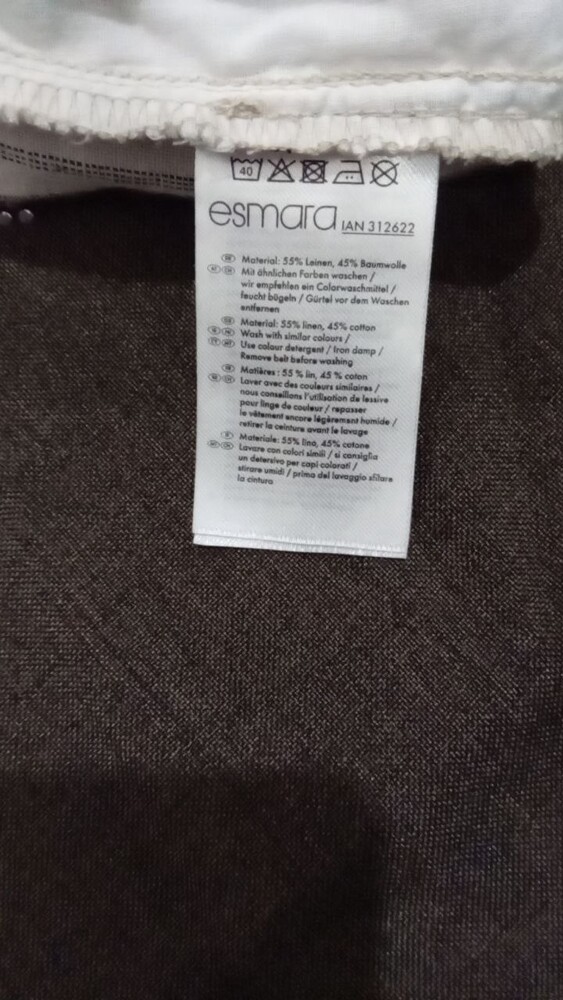 40
esmara IAN 312622
Material: 55% Leinen, 45% Baumwolle
Mit ähnlichen Farben waschen /
wir empfehlen ein Colorwaschmittel /
feucht bügeln / Gürtel vor dem Waschen
entfernen
Material: 55% linen, 45% cotton
Wash with similar colours /
Use colour detergent / Iron damp /
Remove belt before washing
Matières : 55 % lin, 45 % coton
Laver avec des couleurs similaires /
nous conseillons l'utilisation de lessive
pour linge de couleur / repasser
le vêtement encore légèrement humide /
retirer la ceinture avant le lavage
Materiale: 55% lino, 45% cotone
Lavare con colori simili / si consiglia
un detersivo per capi colorati /
stirare umidi / prima del lavaggio sfilare
la cintura